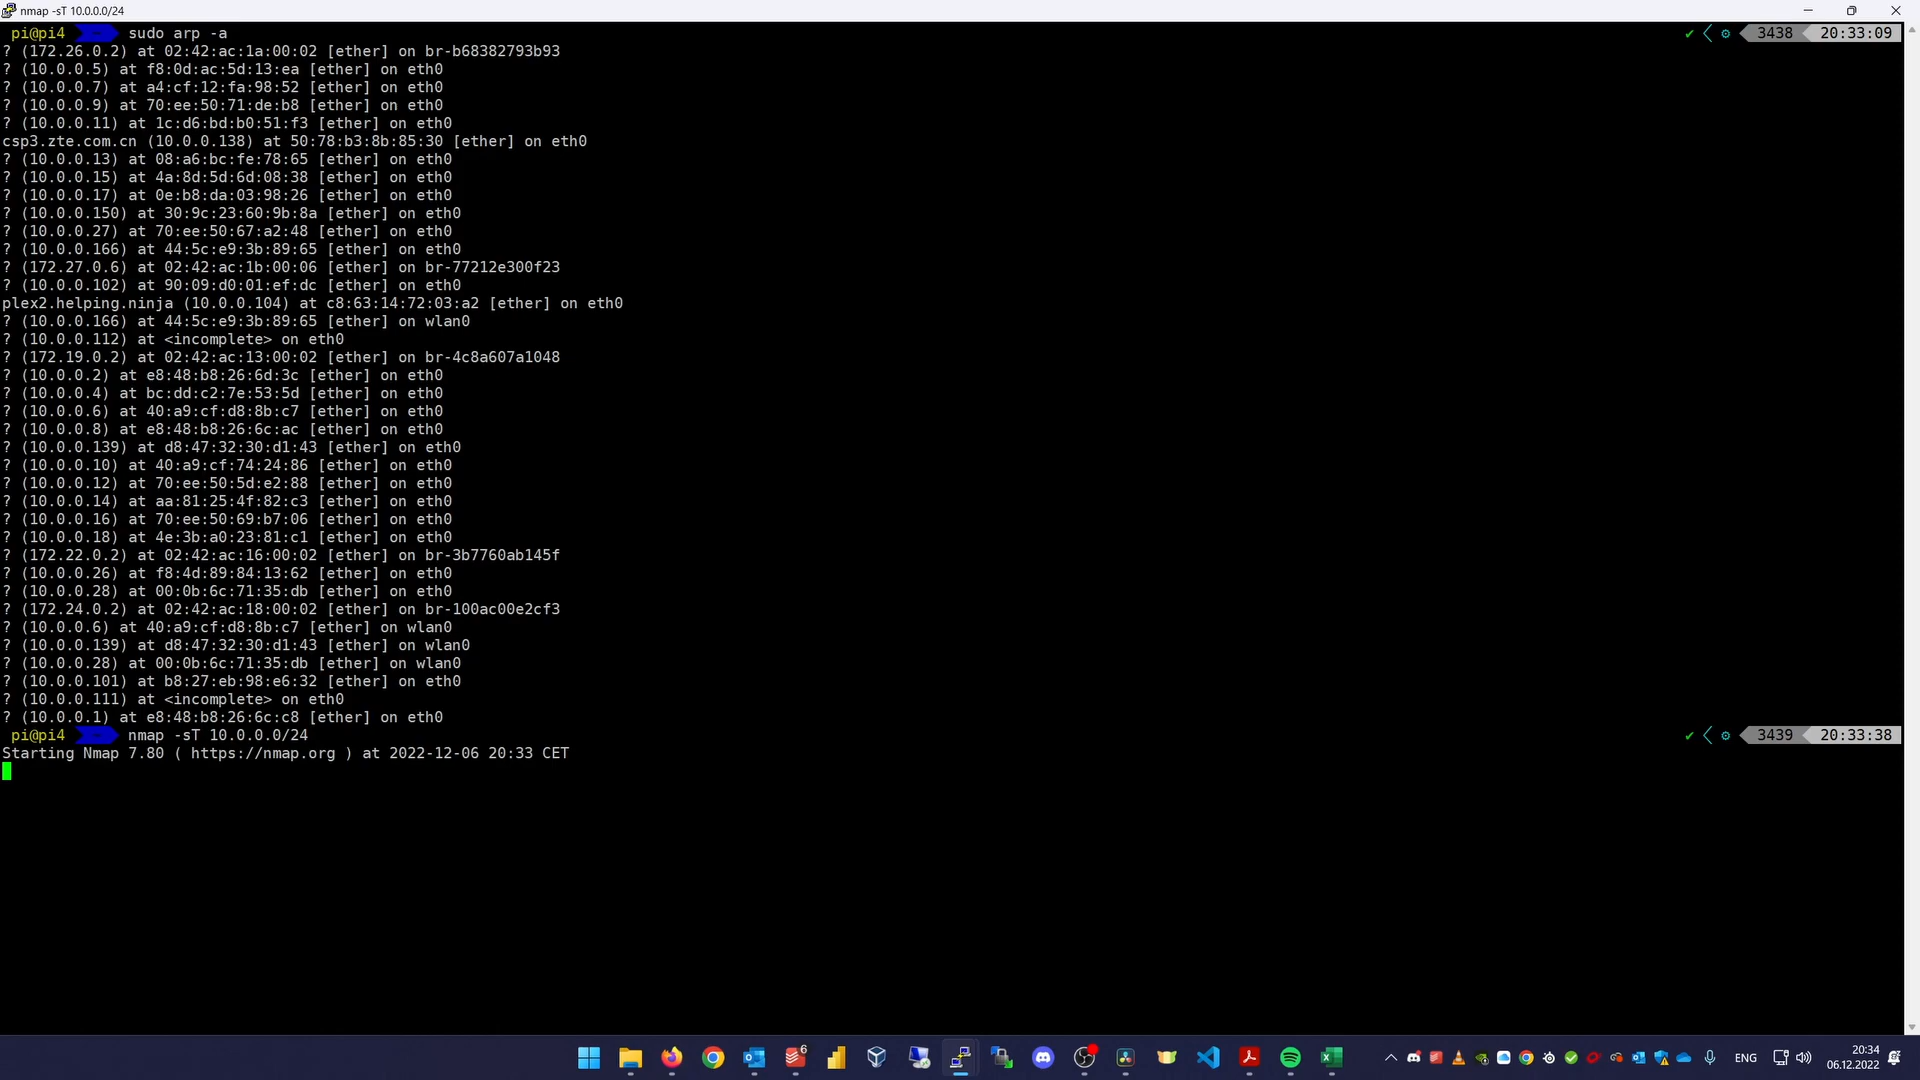 nmap -sT 10.0.0.0/24
pi@pi4 ~ sudo arp -a 3438 20:33:09
? (172.26.0.2) at 02:42:ac:1a:00:02 [ether] on br-b68382793b93
? (10.0.0.5) at f8:0d:ac:5d:13:ea [ether] on eth0
? (10.0.0.7) at a4:cf:12:fa:98:52 [ether] on eth0
? (10.0.0.9) at 70:ee:50:71:de:b8 [ether] on eth0
? (10.0.0.11) at 1c:d6:bd:b0:51:f3 [ether] on eth0
csp3.zte.com.cn (10.0.0.138) at 50:78:b3:8b:85:30 [ether] on eth0
? (10.0.0.13) at 08:a6:bc:fe:78:65 [ether] on eth0
? (10.0.0.15) at 4a:8d:5d:6d:08:38 [ether] on eth0
? (10.0.0.17) at 0e:b8:da:03:98:26 [ether] on eth0
? (10.0.0.150) at 30:9c:23:60:9b:8a [ether] on eth0
? (10.0.0.27) at 70:ee:50:67:a2:48 [ether] on eth0
? (10.0.0.166) at 44:5c:e9:3b:89:65 [ether] on eth0
? (172.27.0.6) at 02:42:ac:1b:00:06 [ether] on br-77212e300f23
? (10.0.0.102) at 90:09:d0:01:ef:dc [ether] on eth0
plex2.helping.ninja (10.0.0.104) at c8:63:14:72:03:a2 [ether] on eth0
? (10.0.0.166) at 44:5c:e9:3b:89:65 [ether] on wlan0
? (10.0.0.112) at <incomplete> on eth0
? (172.19.0.2) at 02:42:ac:13:00:02 [ether] on br-4c8a607a1048
? (10.0.0.2) at e8:48:b8:26:6d:3c [ether] on eth0
? (10.0.0.4) at bc:dd:c2:7e:53:5d [ether] on eth0
? (10.0.0.6) at 40:a9:cf:d8:8b:c7 [ether] on eth0
? (10.0.0.8) at e8:48:b8:26:6c:ac [ether] on eth0
? (10.0.0.139) at d8:47:32:30:d1:43 [ether] on eth0
? (10.0.0.10) at 40:a9:cf:74:24:86 [ether] on eth0
? (10.0.0.12) at 70:ee:50:5d:e2:88 [ether] on eth0
? (10.0.0.14) at aa:81:25:4f:82:c3 [ether] on eth0
? (10.0.0.16) at 70:ee:50:69:b7:06 [ether] on eth0
? (10.0.0.18) at 4e:3b:a0:23:81:c1 [ether] on eth0
? (172.22.0.2) at 02:42:ac:16:00:02 [ether] on br-3b7760ab145f
? (10.0.0.26) at f8:4d:89:84:13:62 [ether] on eth0
? (10.0.0.28) at 00:0b:6c:71:35:db [ether] on eth0
? (172.24.0.2) at 02:42:ac:18:00:02 [ether] on br-100ac00e2cf3
? (10.0.0.6) at 40:a9:cf:d8:8b:c7 [ether] on wlan0
? (10.0.0.139) at d8:47:32:30:d1:43 [ether] on wlan0
? (10.0.0.28) at 00:0b:6c:71:35:db [ether] on wlan0
? (10.0.0.101) at b8:27:eb:98:e6:32 [ether] on eth0
? (10.0.0.111) at <incomplete> on eth0
? (10.0.0.1) at e8:48:b8:26:6c:c8 [ether] on eth0
pi@pi4 ~ nmap -sT 10.0.0.0/24 3439 20:33:38
Starting Nmap 7.80 ( https://nmap.org ) at 2022-12-06 20:33 CET
6
ENG
20:34
06.12.2022